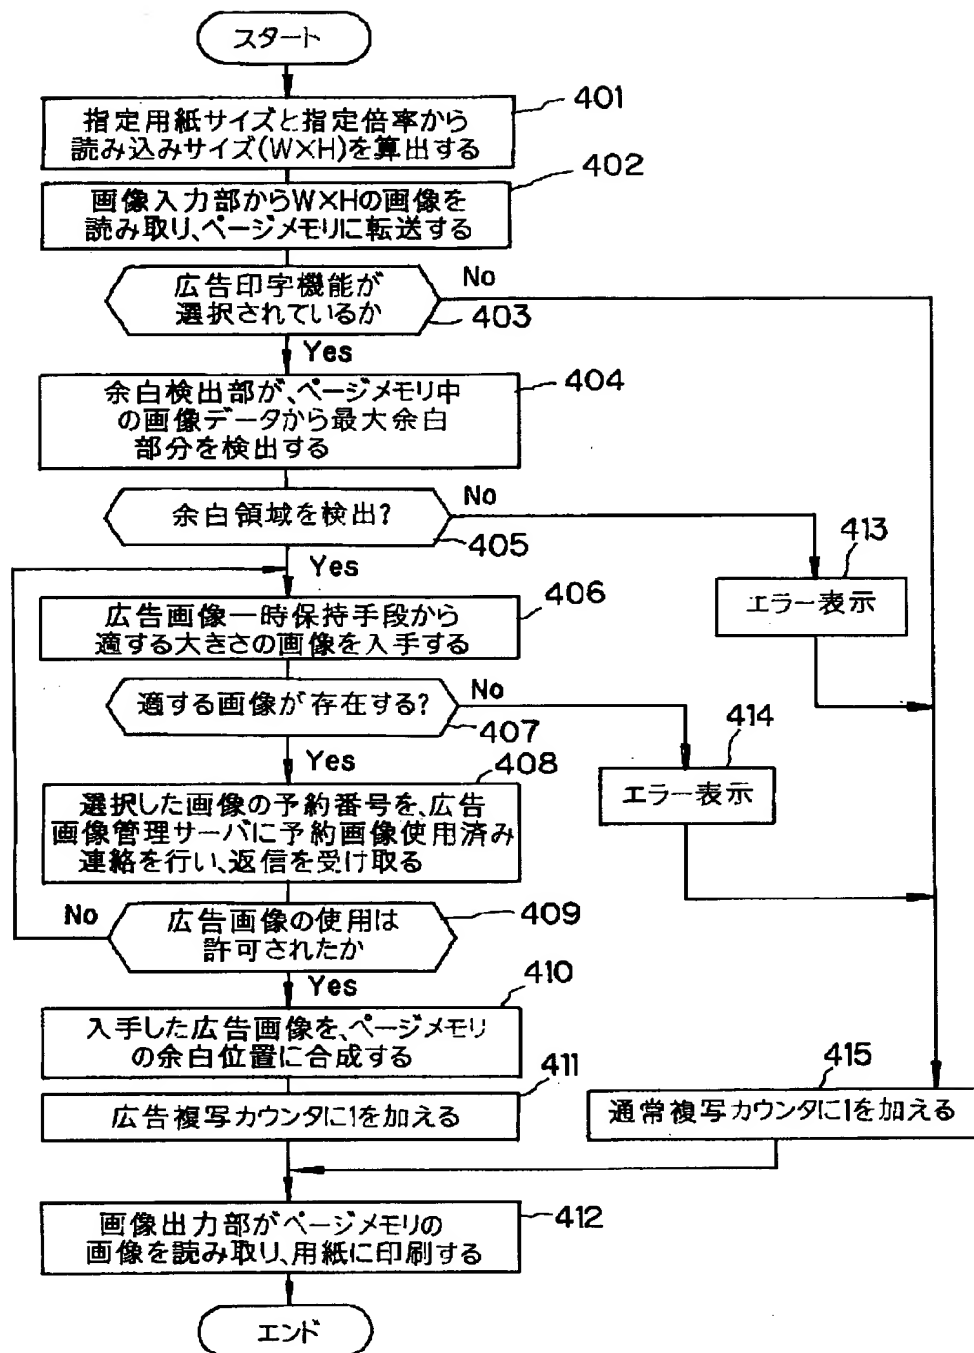 スタート
401
指定用紙サイズと指定倍率から
読み込みサイズ(W×H)を算出する
402
画像入力部からW×Hの画像を
読み取り、ページメモリに転送する
広告印字機能が
選択されているか
No
403
Yes
404
余白検出部が、ページメモリ中
の画像データから最大余白
部分を検出する
No
余白領域を検出?
405
413
Yes
エラー表示
406
広告画像一時保持手段から
適する大きさの画像を入手する
No
適する画像が存在する?
407
414
Yes
408
エラー表示
選択した画像の予約番号を、広告
画像管理サーバに予約画像使用済み
連絡を行い、返信を受け取る
No
409
広告画像の使用は
許可されたか
Yes
410
入手した広告画像を、ページメモリ
の余白位置に合成する
411
415
広告複写カウンタに1を加える
通常複写カウンタに1を加える
412
画像出力部がページメモリの
画像を読み取り、用紙に印刷する
エンド